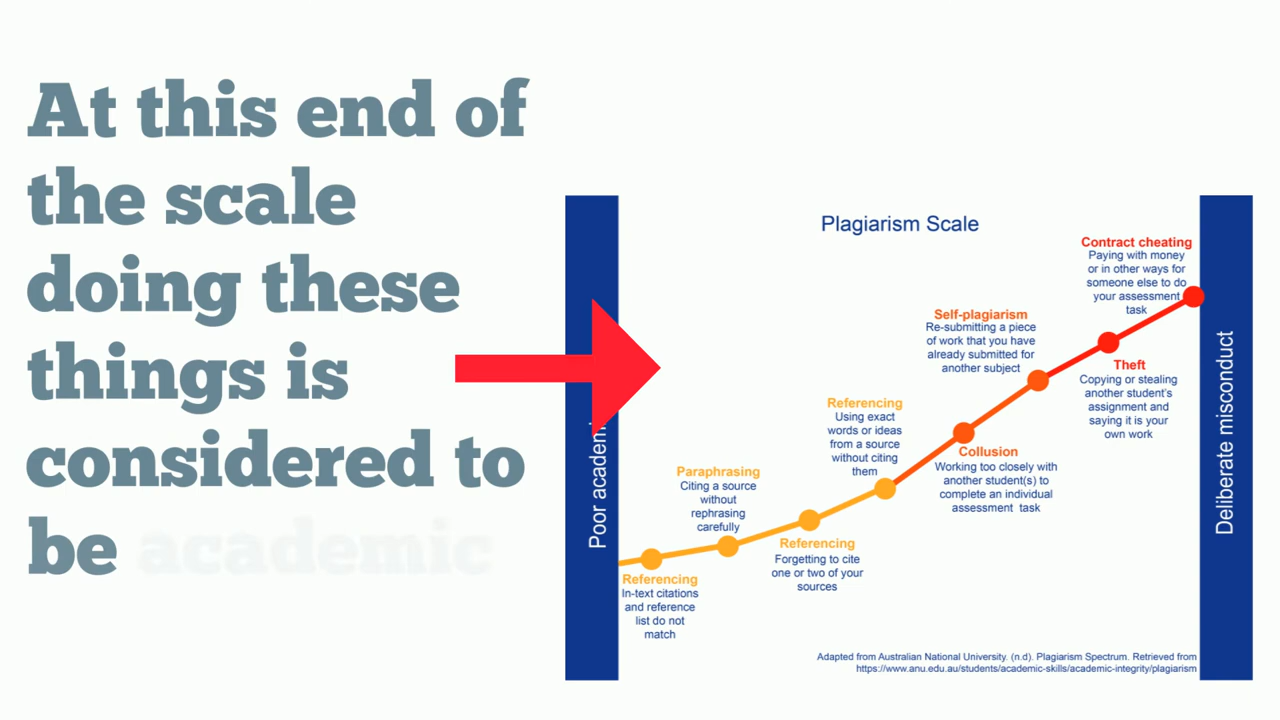 At this end of
the scale
doing these
things is
considered to
be academic
Plagiarism Scale
Poor academi
Referencing
In-text citations
and reference
list do not
match
Paraphrasing
Citing a source
without
rephrasing
carefully
Referencing
Forgetting to cite
one or two of your
sources
Referencing
Using exact
words or ideas
from a source
without citing
them
Collusion
Working too closely with
another student(s) to
complete an individual
assessment task
Self-plagiarism
Re-submitting a piece
of work that you have
already submitted for
another subject
Theft
Copying or stealing
another student's
assignment and
saying it is your
own work
Contract cheating
Paying with money
or in other ways for
someone else to do
your assessment
task
Deliberate misconduct
Adapted from Australian National University. (n.d). Plagiarism Spectrum. Retrieved from
https://www.anu.edu.au/students/academic-skills/academic-integrity/plagiarism